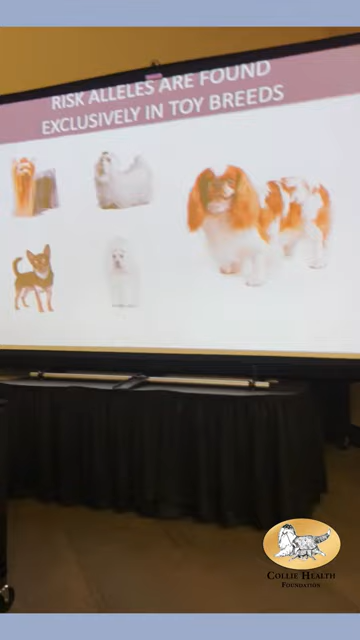 RISK ALLELES ARE FOUND
EXCLUSIVELY IN TOY BREEDS
COLLIE HEALTH
FOUNDATION